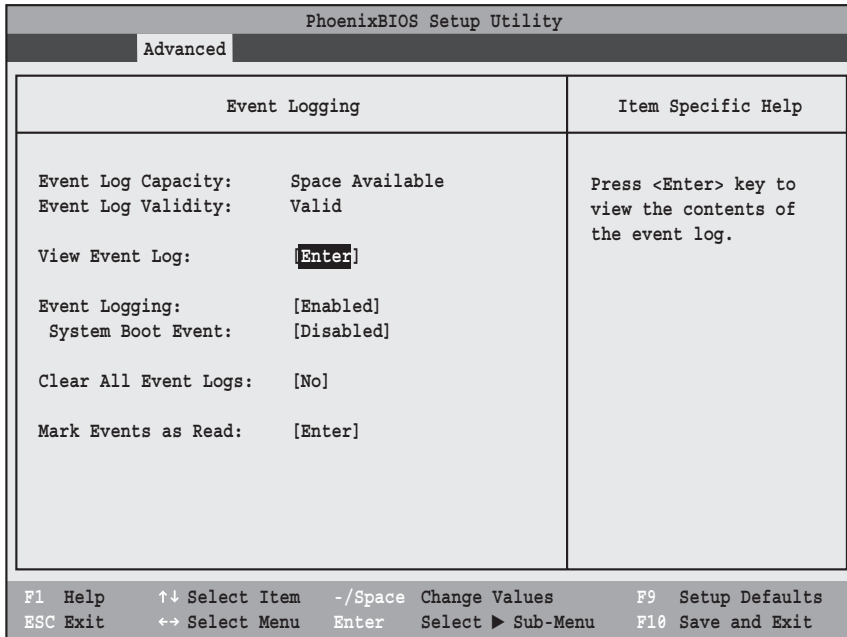 PhoenixBIOS Setup Utility
Advanced
Event Logging
Item Specific Help
Event Log Capacity: Space Available
Event Log Validity: Valid
View Event Log: [Enter]
Event Logging: [Enabled]
System Boot Event: [Disabled]
Clear All Event Logs: [No]
Mark Events as Read: [Enter]
Press <Enter> key to
view the contents of
the event log.
F1 Help ↑↓ Select Item -/Space Change Values F9 Setup Defaults
ESC Exit ←→ Select Menu Enter Select ▶ Sub-Menu F10 Save and Exit